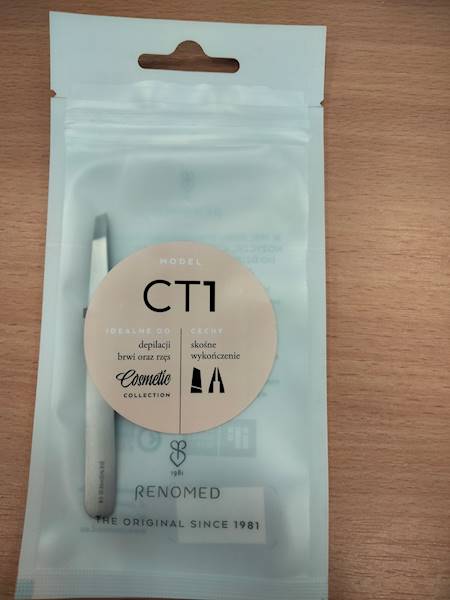 MODEL
CT1
IDEALNE DO
depilacji
brwi oraz rzęs
Cosmetic
COLLECTION
CECHY
skośne
wykończenie
1981
RENOMED
THE ORIGINAL SINCE 1981